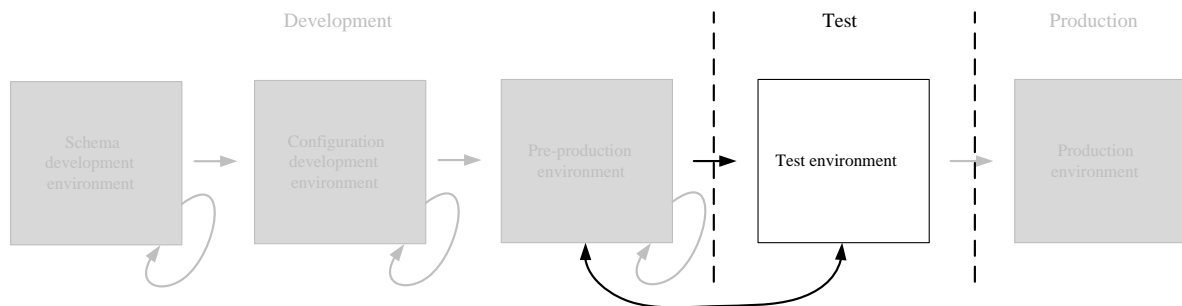 Development
Test
Production
Schema
development
environment
Configuration
development
environment
Pre-production
environment
Test environment
Production
environment